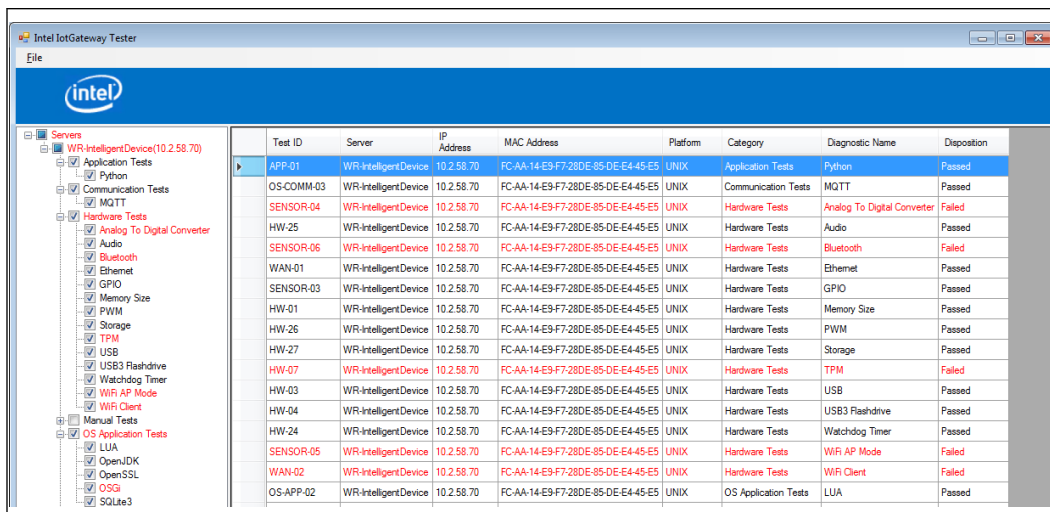 Intel IotGateway Tester
File
intel
Servers
WR-IntelligentDevice(10.2.58.70)
Application Tests
Python
Communication Tests
MQTT
Hardware Tests
Analog To Digital Converter
Audio
Bluetooth
Ethernet
GPIO
Memory Size
PWM
Storage
TPM
USB
USB3 Flashdrive
Watchdog Timer
WiFi AP Mode
WiFi Client
Manual Tests
OS Application Tests
LUA
OpenJDK
OpenSSL
OSGi
SQLite3
Test ID Server IP Address MAC Address Platform Category Diagnostic Name Disposition
APP-01 WR-IntelligentDevice 10.2.58.70 FC-AA-14-E9-F7-28DE-85-DE-E4-45-E5 UNIX Application Tests Python Passed
OS-COMM-03 WR-IntelligentDevice 10.2.58.70 FC-AA-14-E9-F7-28DE-85-DE-E4-45-E5 UNIX Communication Tests MQTT Passed
SENSOR-04 WR-IntelligentDevice 10.2.58.70 FC-AA-14-E9-F7-28DE-85-DE-E4-45-E5 UNIX Hardware Tests Analog To Digital Converter Failed
HW-25 WR-IntelligentDevice 10.2.58.70 FC-AA-14-E9-F7-28DE-85-DE-E4-45-E5 UNIX Hardware Tests Audio Passed
SENSOR-06 WR-IntelligentDevice 10.2.58.70 FC-AA-14-E9-F7-28DE-85-DE-E4-45-E5 UNIX Hardware Tests Bluetooth Failed
WAN-01 WR-IntelligentDevice 10.2.58.70 FC-AA-14-E9-F7-28DE-85-DE-E4-45-E5 UNIX Hardware Tests Ethernet Passed
SENSOR-03 WR-IntelligentDevice 10.2.58.70 FC-AA-14-E9-F7-28DE-85-DE-E4-45-E5 UNIX Hardware Tests GPIO Passed
HW-01 WR-IntelligentDevice 10.2.58.70 FC-AA-14-E9-F7-28DE-85-DE-E4-45-E5 UNIX Hardware Tests Memory Size Passed
HW-26 WR-IntelligentDevice 10.2.58.70 FC-AA-14-E9-F7-28DE-85-DE-E4-45-E5 UNIX Hardware Tests PWM Passed
HW-27 WR-IntelligentDevice 10.2.58.70 FC-AA-14-E9-F7-28DE-85-DE-E4-45-E5 UNIX Hardware Tests Storage Passed
HW-07 WR-IntelligentDevice 10.2.58.70 FC-AA-14-E9-F7-28DE-85-DE-E4-45-E5 UNIX Hardware Tests TPM Failed
HW-03 WR-IntelligentDevice 10.2.58.70 FC-AA-14-E9-F7-28DE-85-DE-E4-45-E5 UNIX Hardware Tests USB Passed
HW-04 WR-IntelligentDevice 10.2.58.70 FC-AA-14-E9-F7-28DE-85-DE-E4-45-E5 UNIX Hardware Tests USB3 Flashdrive Passed
HW-24 WR-IntelligentDevice 10.2.58.70 FC-AA-14-E9-F7-28DE-85-DE-E4-45-E5 UNIX Hardware Tests Watchdog Timer Passed
SENSOR-05 WR-IntelligentDevice 10.2.58.70 FC-AA-14-E9-F7-28DE-85-DE-E4-45-E5 UNIX Hardware Tests WiFi AP Mode Failed
WAN-02 WR-IntelligentDevice 10.2.58.70 FC-AA-14-E9-F7-28DE-85-DE-E4-45-E5 UNIX Hardware Tests WiFi Client Failed
OS-APP-02 WR-IntelligentDevice 10.2.58.70 FC-AA-14-E9-F7-28DE-85-DE-E4-45-E5 UNIX OS Application Tests LUA Passed